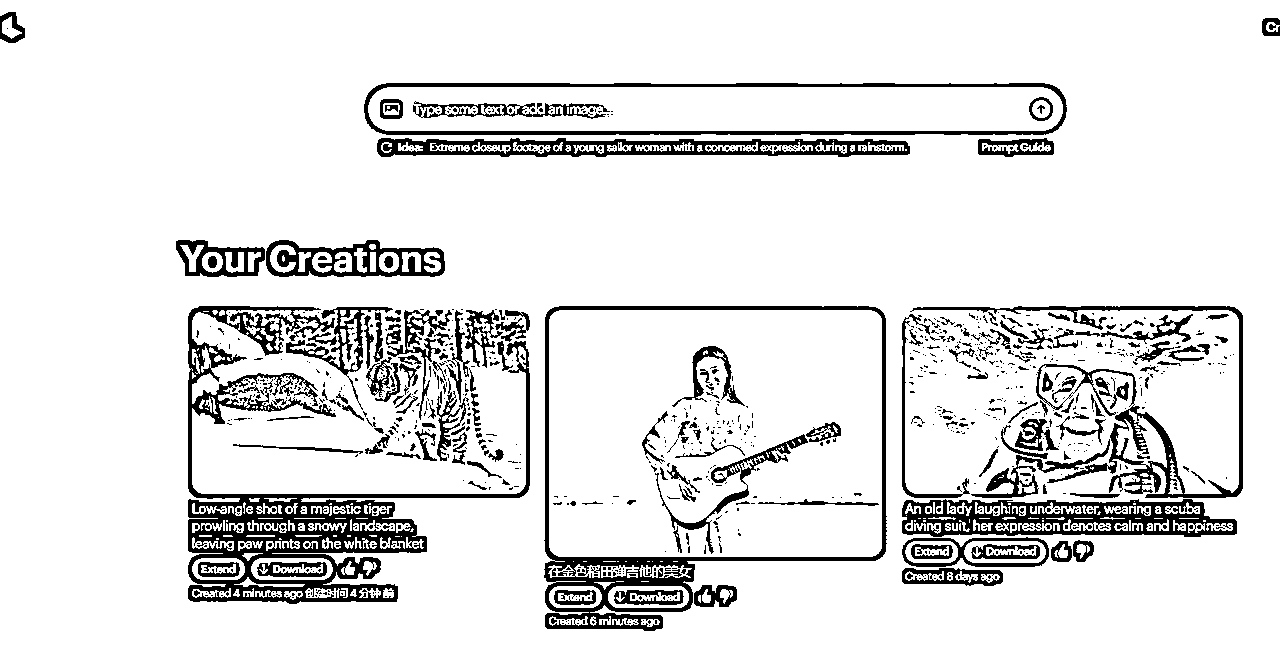 Type some text or add an image...
Idea: Extreme closeup footage of a young sailor woman with a concerned expression during a rainstorm.
Prompt Guide
Your Creations
Low-angle shot of a majestic tiger
prowling through a snowy landscape,
leaving paw prints on the white blanket
Extend
Download
Created 4 minutes ago 创建时间 4 分钟前
在金色稻田弹吉他的美女
Extend
Download
Created 6 minutes ago
An old lady laughing underwater, wearing a scuba
diving suit, her expression denotes calm and happiness
Extend
Download
Created 8 days ago